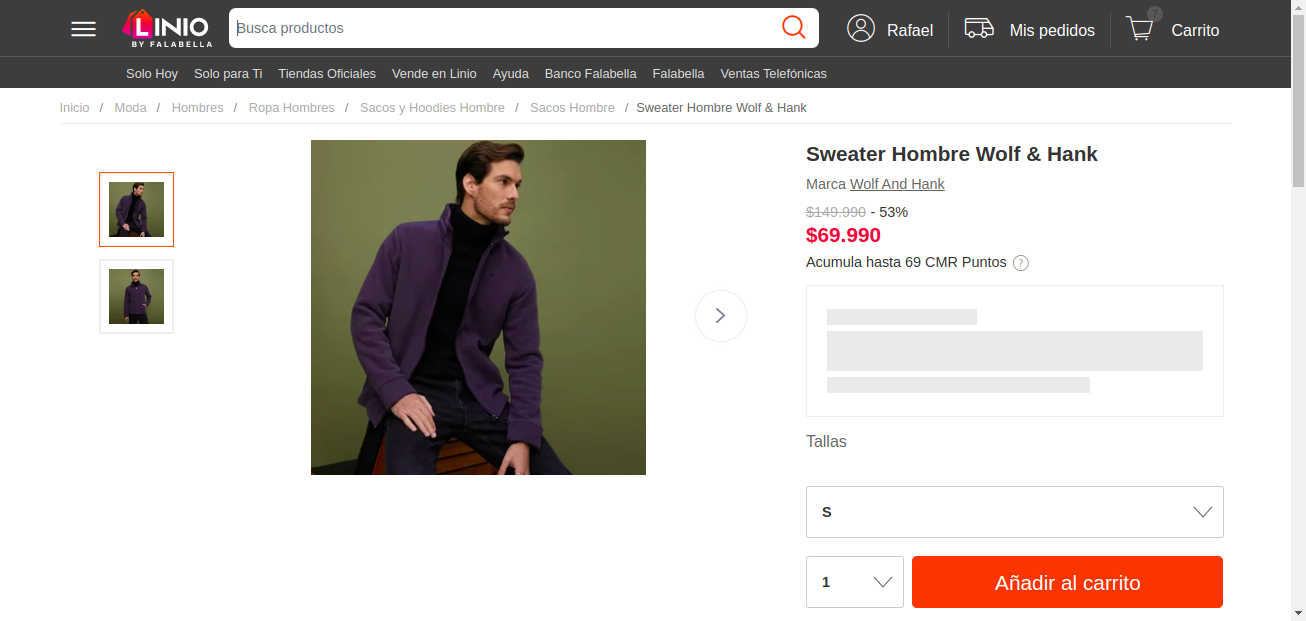 LINIO
BY FALABELLA
Busca productos
Rafael
Mis pedidos
7
Carrito
Solo Hoy
Solo para Ti
Tiendas Oficiales
Vende en Linio
Ayuda
Banco Falabella
Falabella
Ventas Telefónicas
Inicio / Moda / Hombres / Ropa Hombres / Sacos y Hoodies Hombre / Sacos Hombre / Sweater Hombre Wolf & Hank
Sweater Hombre Wolf & Hank
Marca Wolf And Hank
$149.990 - 53%
$69.990
Acumula hasta 69 CMR Puntos ?
Tallas
S
1
Añadir al carrito